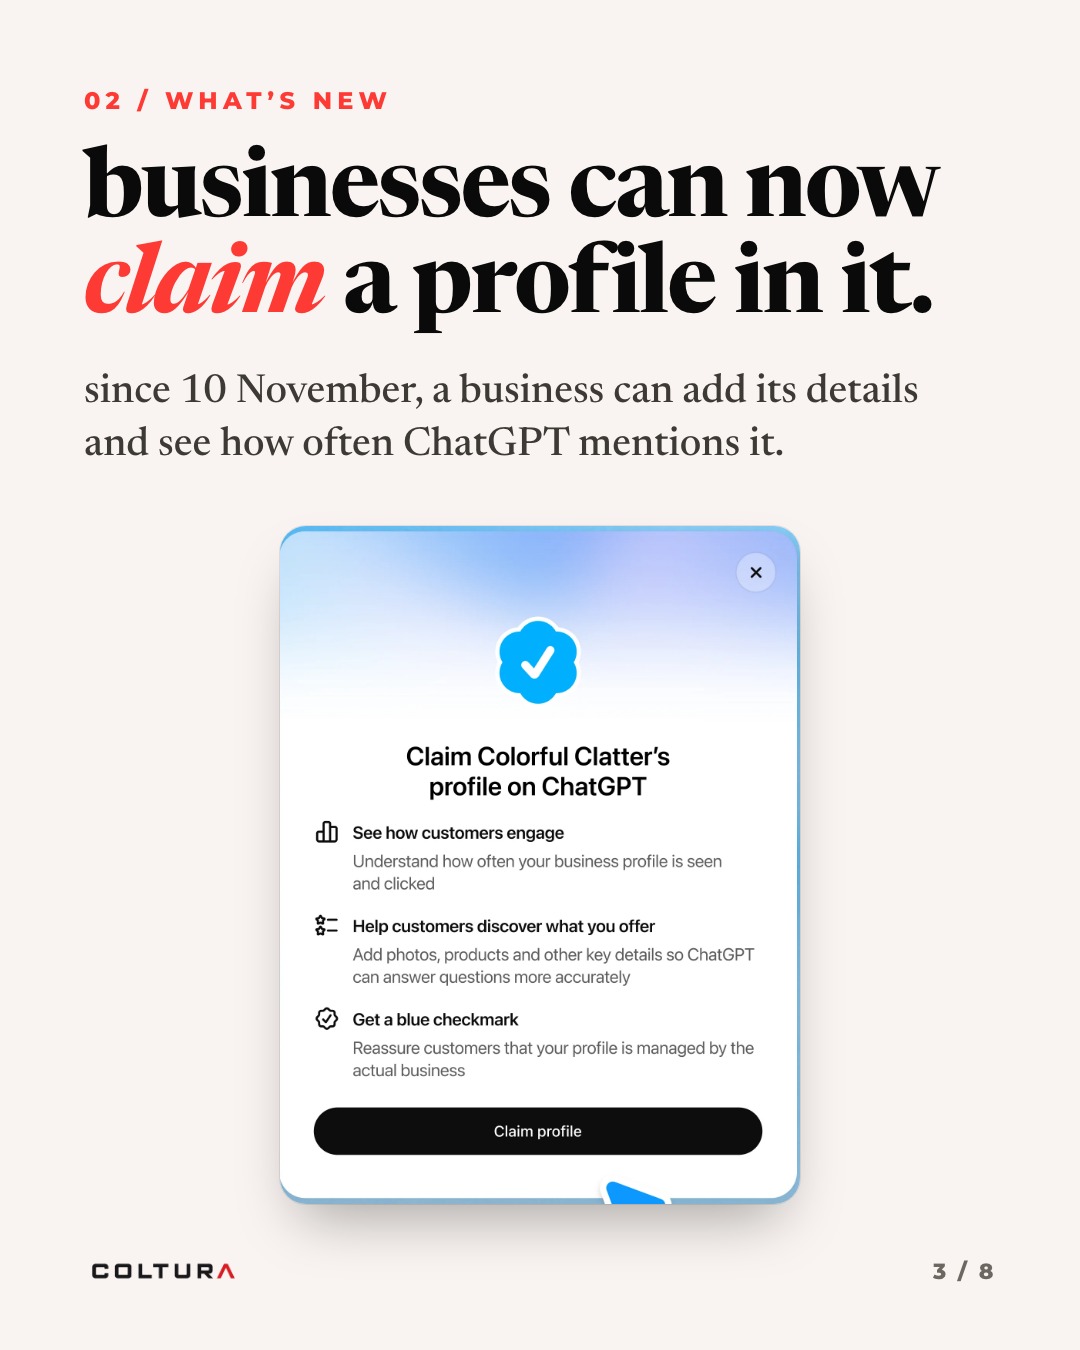 02 / WHAT’S NEW
businesses can now
claim a profile in it.
since 10 November, a business can add its details
and see how often ChatGPT mentions it.
Claim Colorful Clatter’s
profile on ChatGPT
See how customers engage
Understand how often your business profile is seen
and clicked
Help customers discover what you offer
Add photos, products and other key details so ChatGPT
can answer questions more accurately
Get a blue checkmark
Reassure customers that your profile is managed by the
actual business
Claim profile
COLTURA
3 / 8